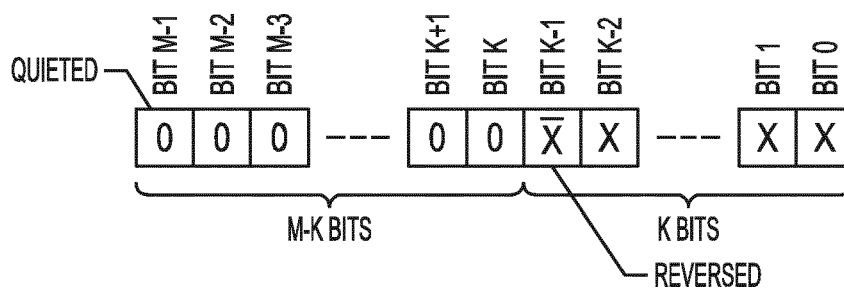 BIT M-1 BIT M-2 BIT M-3 BIT K+1 BIT K BIT K-1 BIT K-2 BIT 1 BIT 0
QUIETED
0 0 0 --- 0 0 X̅ X --- X X
M-K BITS K BITS
REVERSED